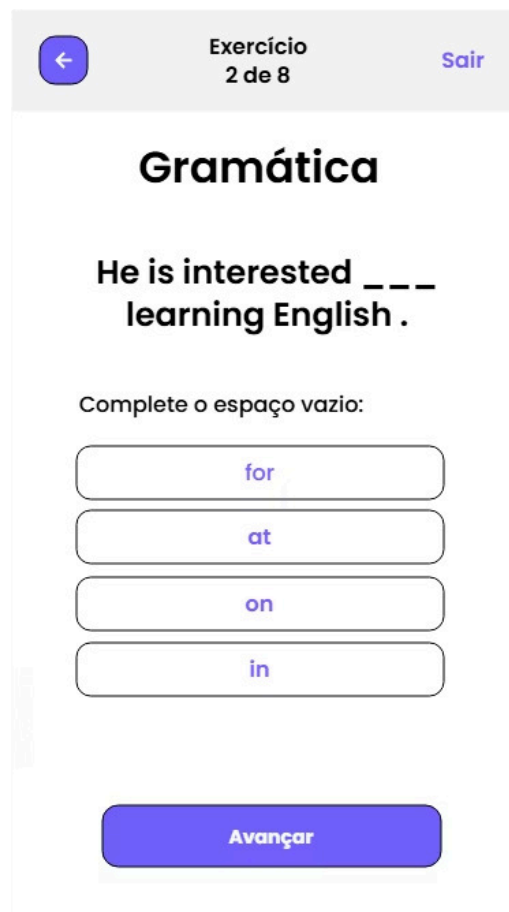 Exercício
2 de 8
Sair
Gramática
He is interested ___
learning English .
Complete o espaço vazio:
for
at
on
in
Avançar